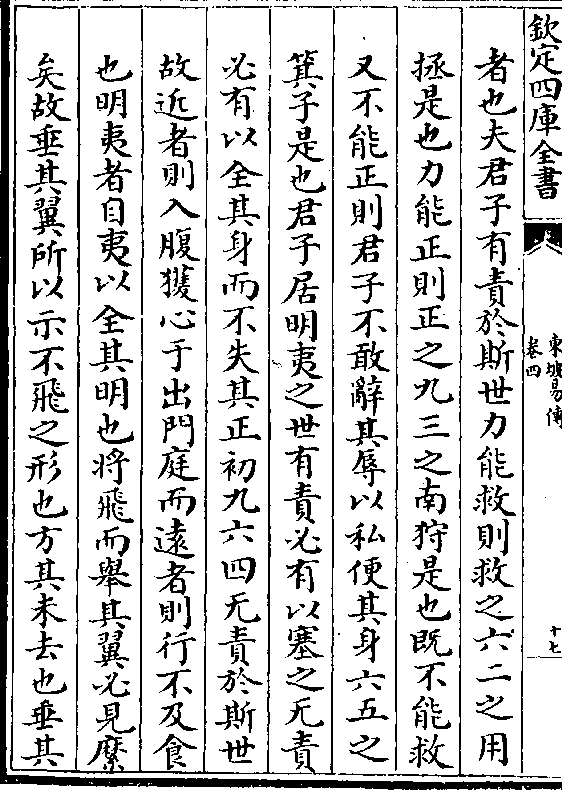 欽定四庫全書
東坡易傳
卷四
十七
者也夫君子有責於斯世力能救則救之六二之用
拯是也力能正則正之九三之南狩是也既不能救
又不能正則君子不敢辭其辱以私便其身六五之
箕子是也君子居明夷之世有責必有以塞之无責
必有以全其身而不失其正初九六四无責於斯世
故近者則入腹獲心于出門庭而遠者則行不及食
也明夷者自夷以全其明也將飛而舉其翼必見縻
矣故垂其翼所以示不飛之形也方其未去也垂其